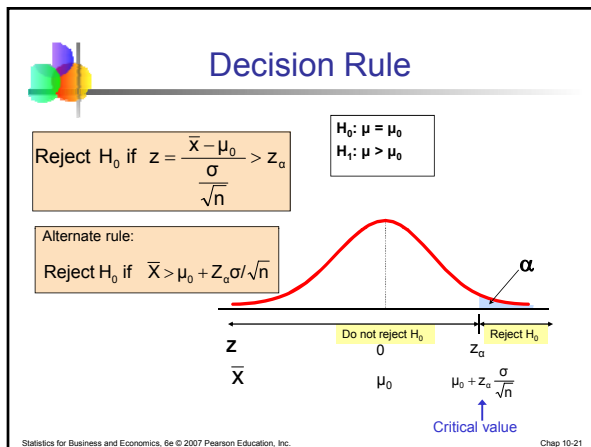 Decision Rule
Reject H₀ if z = (x̄ − μ₀) / (σ / √n) > zα
H₀: μ = μ₀
H₁: μ > μ₀
Alternate rule:
Reject H₀ if X̄ > μ₀ + Zασ/√n
α
Do not reject H₀ Reject H₀
Z 0 zα
X̄ μ₀ μ₀ + zα σ/√n
Critical value
Statistics for Business and Economics, 6e © 2007 Pearson Education, Inc. Chap 10-21